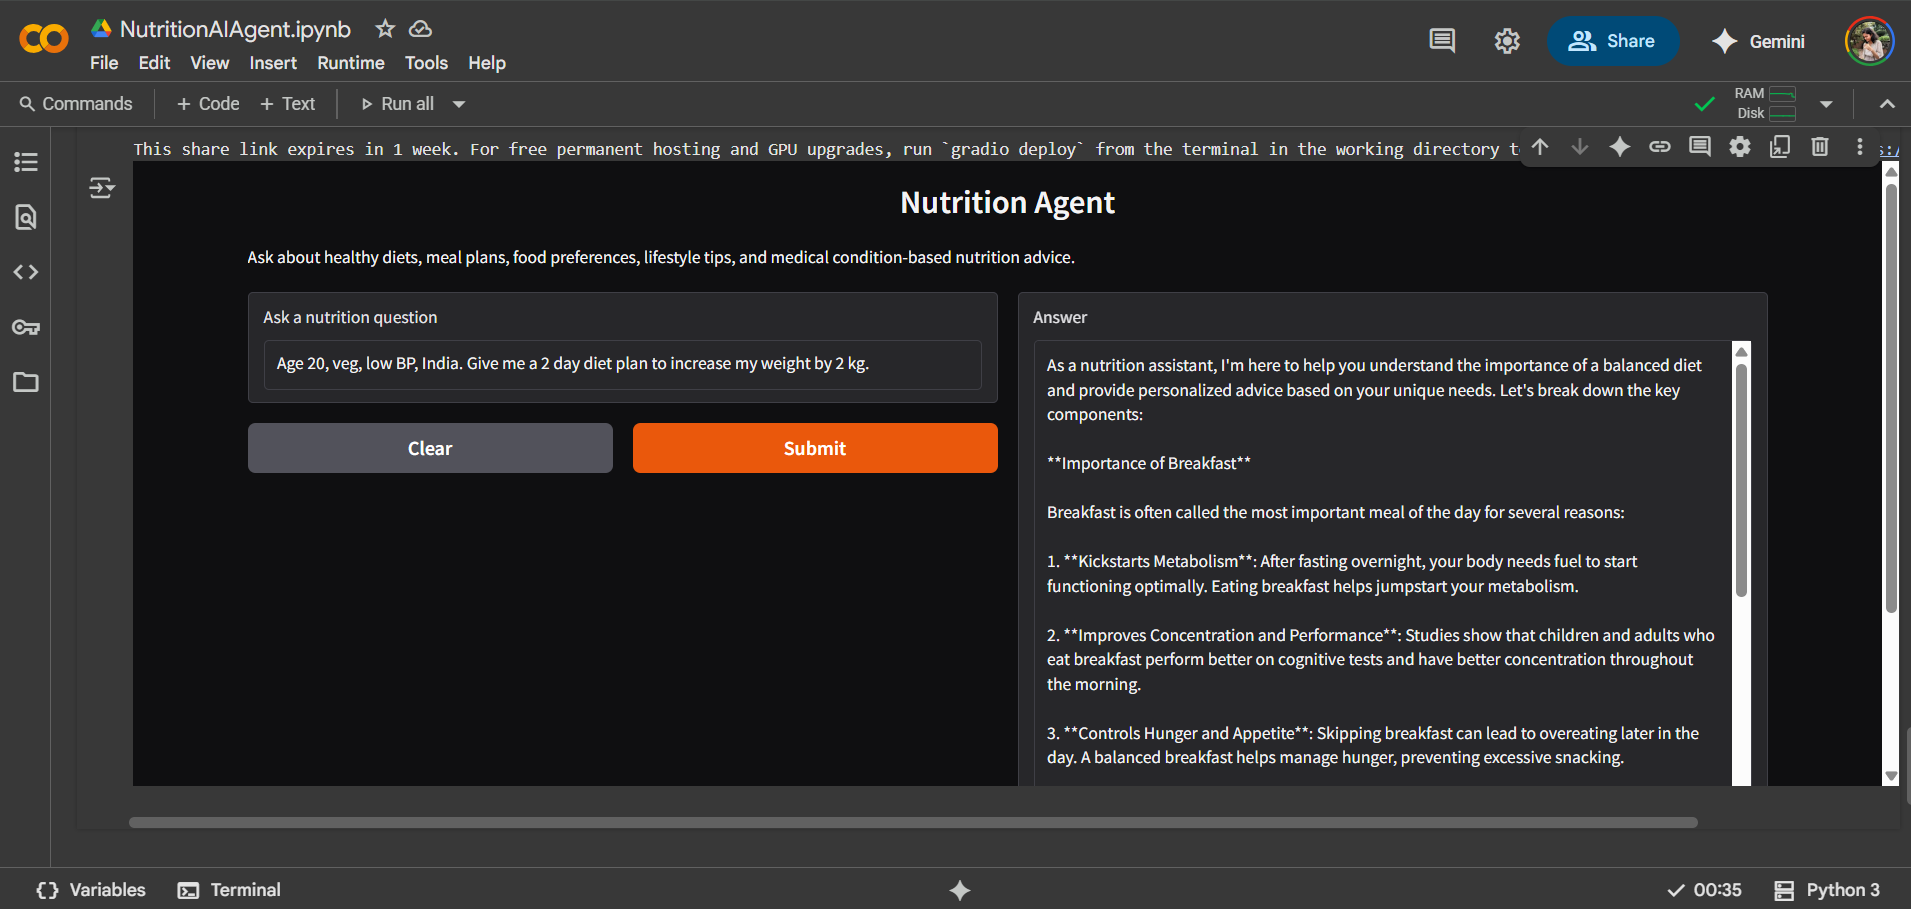 NutritionAIAgent.ipynb
File Edit View Insert Runtime Tools Help
Share
Gemini
Commands
+ Code + Text
Run all
RAM
Disk
This share link expires in 1 week. For free permanent hosting and GPU upgrades, run `gradio deploy` from the terminal in the working directory
Nutrition Agent
Ask about healthy diets, meal plans, food preferences, lifestyle tips, and medical condition-based nutrition advice.
Ask a nutrition question
Age 20, veg, low BP, India. Give me a 2 day diet plan to increase my weight by 2 kg.
Clear
Submit
Answer
As a nutrition assistant, I'm here to help you understand the importance of a balanced diet
and provide personalized advice based on your unique needs. Let's break down the key
components:
**Importance of Breakfast**
Breakfast is often called the most important meal of the day for several reasons:
1. **Kickstarts Metabolism**: After fasting overnight, your body needs fuel to start
functioning optimally. Eating breakfast helps jumpstart your metabolism.
2. **Improves Concentration and Performance**: Studies show that children and adults who
eat breakfast perform better on cognitive tests and have better concentration throughout
the morning.
3. **Controls Hunger and Appetite**: Skipping breakfast can lead to overeating later in the
day. A balanced breakfast helps manage hunger, preventing excessive snacking.
Variables
Terminal
00:35
Python 3